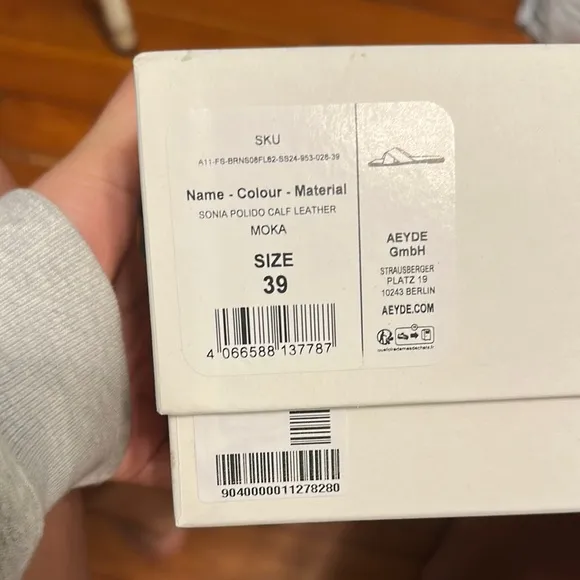 SKU
A11-FS-BRNS08FL82-SS24-953-028-39
Name - Colour - Material
SONIA POLIDO CALF LEATHER
MOKA
SIZE
39
4 066588 137787
AEYDE
GmbH
STRAUSBERGER
PLATZ 19
10243 BERLIN
AEYDE.COM
9040000011278280